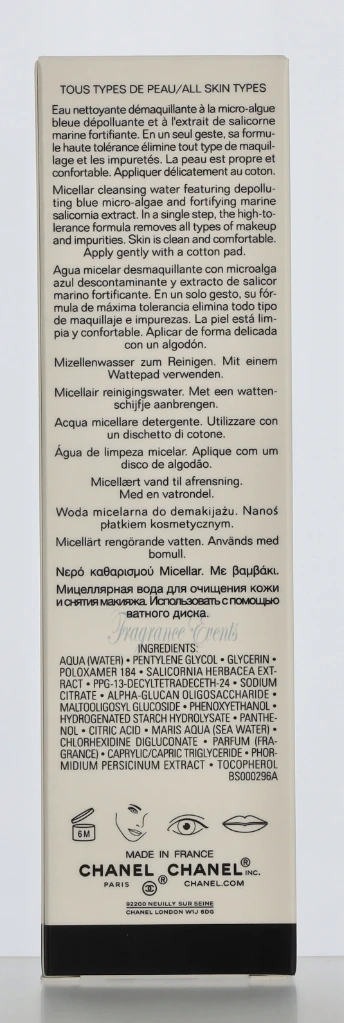 TOUS TYPES DE PEAU/ALL SKIN TYPES
Eau nettoyante démaquillante à la micro-algue
bleue dépolluante et à l'extrait de salicorne
marine fortifiante. En un seul geste, sa formu-
le haute tolérance élimine tout type de maquil-
lage et les impuretés. La peau est propre et
confortable. Appliquer délicatement au coton.
Micellar cleansing water featuring depollu-
ting blue micro-algae and fortifying marine
salicornia extract. In a single step, the high-to-
lerance formula removes all types of makeup
and impurities. Skin is clean and comfortable.
Apply gently with a cotton pad.
Agua micelar desmaquillante con microalga
azul descontaminante y extracto de salicor
marino fortificante. En un solo gesto, su fór-
mula de máxima tolerancia elimina todo tipo
de maquillaje e impurezas. La piel está lim-
pia y confortable. Aplicar de forma delicada
con un algodón.
Mizellenwasser zum Reinigen. Mit einem
Wattepad verwenden.
Micellair reinigingswater. Met een watten-
schijfje aanbrengen.
Acqua micellare detergente. Utilizzare con
un dischetto di cotone.
Água de limpeza micelar. Aplique com um
disco de algodão.
Micellært vand til afrensning.
Med en vatrondel.
Woda micelarna do demakijażu. Nanoś
płatkiem kosmetycznym.
Micellärt rengörande vatten. Används med
bomull.
Νερό καθαρισμού Micellar. Με βαμβάκι.
Мицеллярная вода для очищения кожи
и снятия макияжа. Использовать с помощью
ватного диска.
Fragrance Events
INGREDIENTS:
AQUA (WATER) • PENTYLENE GLYCOL • GLYCERIN •
POLOXAMER 184 • SALICORNIA HERBACEA EXT-
RACT • PPG-13-DECYLTETRADECETH-24 • SODIUM
CITRATE • ALPHA-GLUCAN OLIGOSACCHARIDE •
MALTOOLIGOSYL GLUCOSIDE • PHENOXYETHANOL •
HYDROGENATED STARCH HYDROLYSATE • PANTHE-
NOL • CITRIC ACID • MARIS AQUA (SEA WATER) •
CHLORHEXIDINE DIGLUCONATE • PARFUM (FRA-
GRANCE) • CAPRYLIC/CAPRIC TRIGLYCERIDE • PHOR-
MIDIUM PERSICINUM EXTRACT • TOCOPHEROL
BS000296A
6M
MADE IN FRANCE
CHANEL CHANEL® INC.
PARIS ® CHANEL.COM
92200 NEUILLY SUR SEINE
CHANEL LONDON W1J 6DG